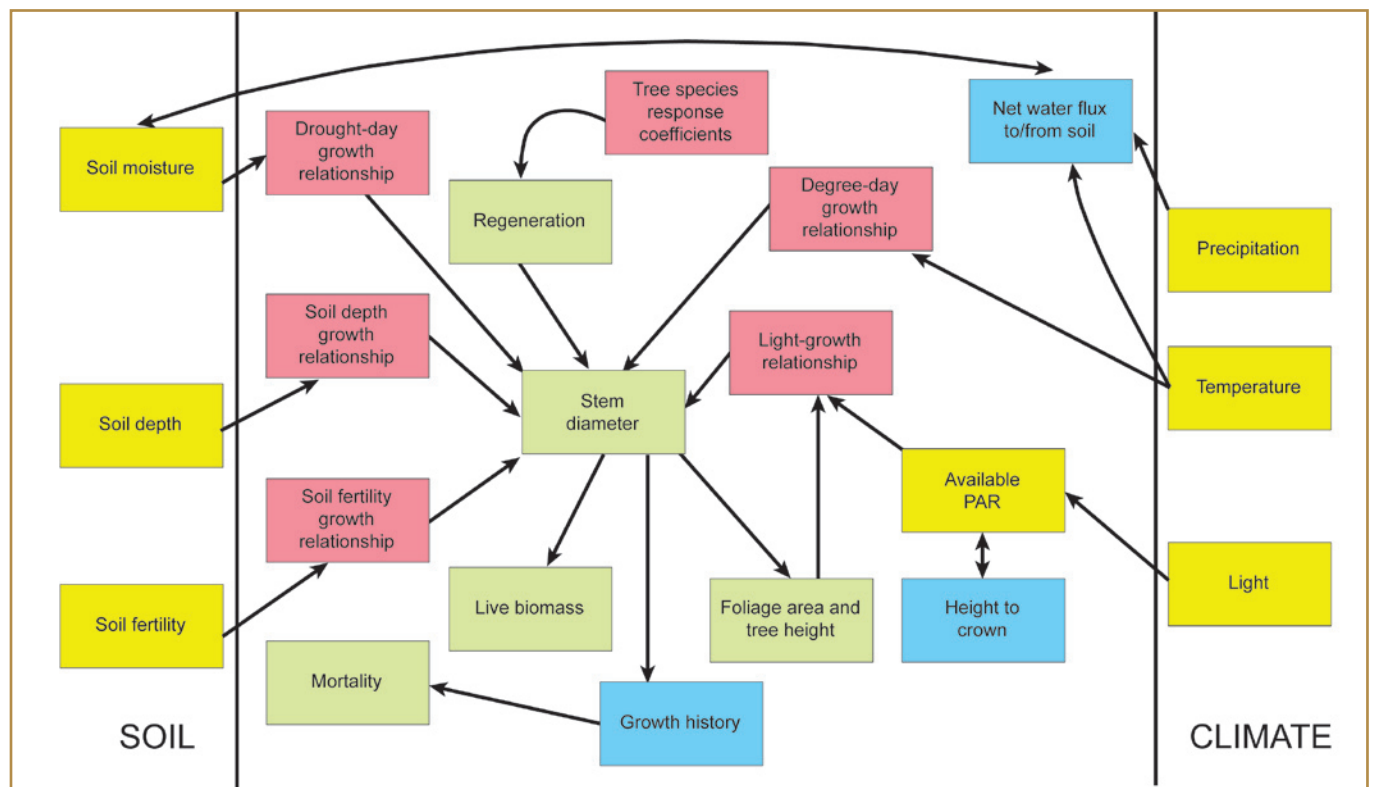 Tree species
response
coefficients
Net water flux
to/from soil
Drought-day
growth
relationship
Soil moisture
Regeneration
Degree-day
growth
relationship
Precipitation
Soil depth
growth
relationship
Light-growth
relationship
Temperature
Soil depth
Stem
diameter
Soil fertility
growth
relationship
Available
PAR
Soil fertility
Live biomass
Foliage area and
tree height
Height to
crown
Light
Mortality
Growth history
SOIL
CLIMATE